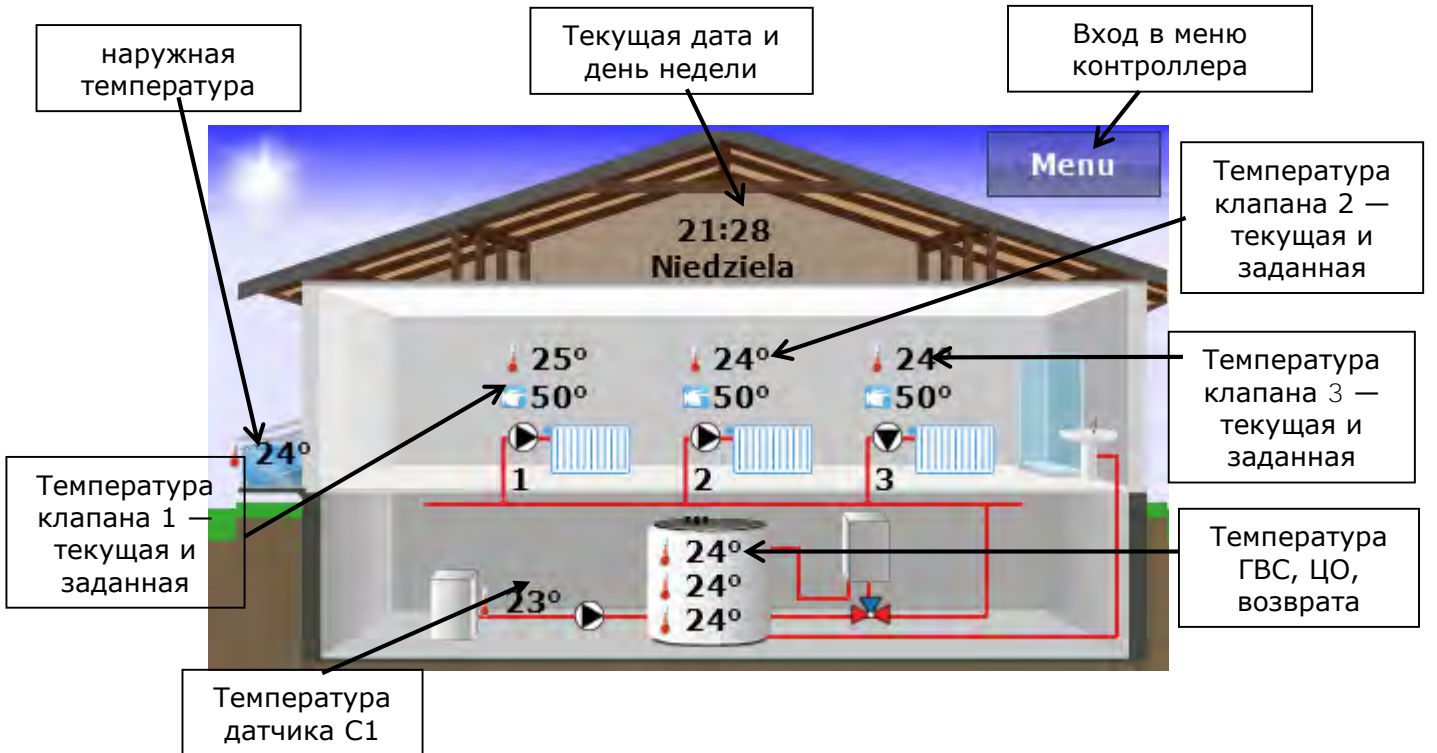 наружная
температура
Текущая дата и
день недели
Вход в меню
контроллера
Menu
21:28
Niedziela
Температура
клапана 2 —
текущая и
заданная
25° 24° 24°
50° 50° 50°
Температура
клапана 3 —
текущая и
заданная
24°
1 2 3
Температура
клапана 1 —
текущая и
заданная
24°
24°
24°
23°
Температура
ГВС, ЦО,
возврата
Температура
датчика С1